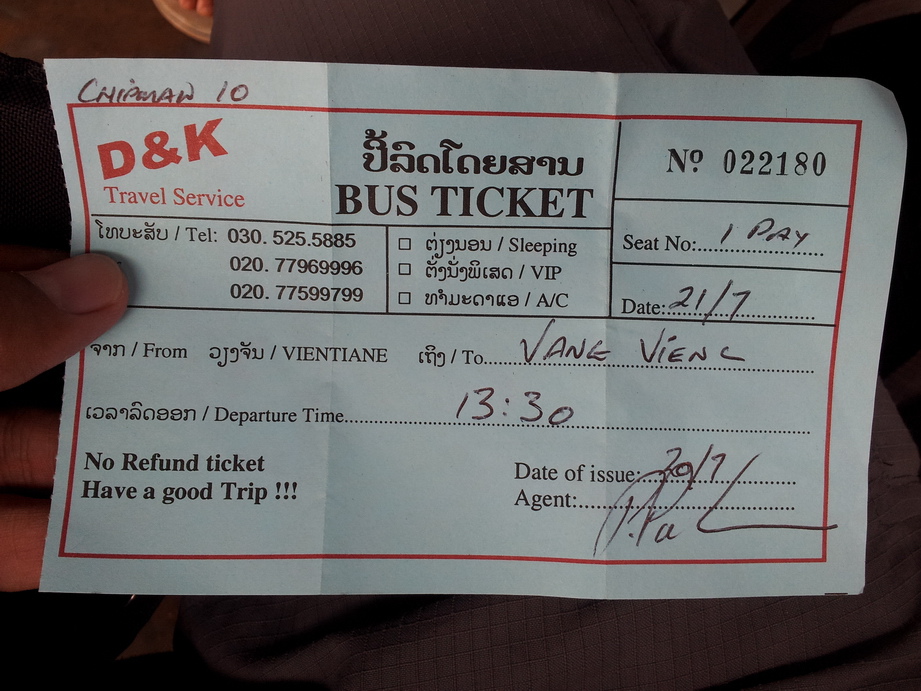 D&K
Travel Service
ປີ້ລົດໂດຍສານ
BUS TICKET
Nº 022180
ໂທບະສັບ / Tel: 030. 525.5885
020. 77969996
020. 77599799
☐ ຕ່ຽງນອນ / Sleeping
☐ ຕັ່ງນັ່ງພິເສດ / VIP
☐ ທຳມະດາແອ / A/C
Seat No:..... 1 PAY
Date: 21/7
ຈາກ / From ວຽງຈັນ / VIENTIANE ເຖິງ / To..... VANG VIENG
ເວລາລົດອອກ / Departure Time..... 13:30
No Refund ticket
Have a good Trip !!!
Date of issue: 20/7
Agent:.....